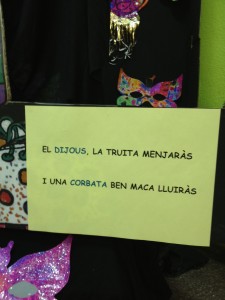 EL DIJOUS, LA TRUITA MENJARÀS
I UNA CORBATA BEN MACA LLUIRÀS